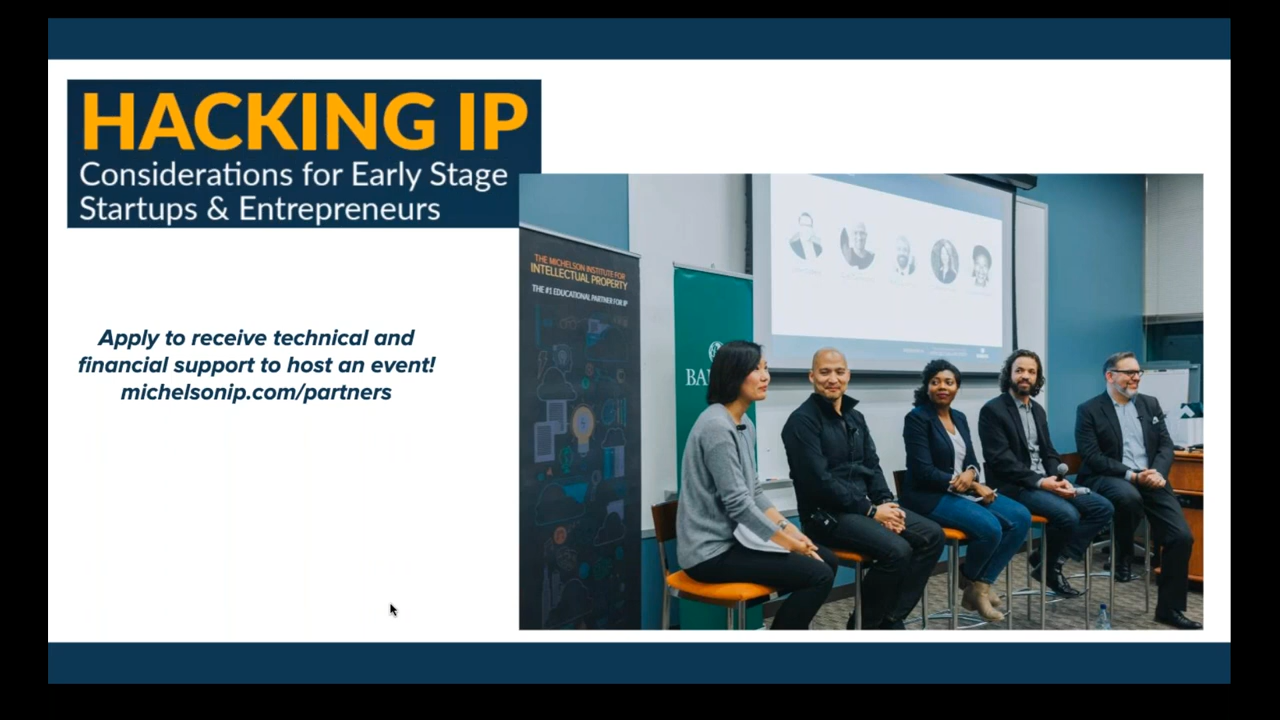 HACKING IP
Considerations for Early Stage
Startups & Entrepreneurs
Apply to receive technical and
financial support to host an event!
michelsonip.com/partners
THE MICHELSON INSTITUTE FOR
INTELLECTUAL PROPERTY
THE #1 EDUCATIONAL PARTNER FOR IP